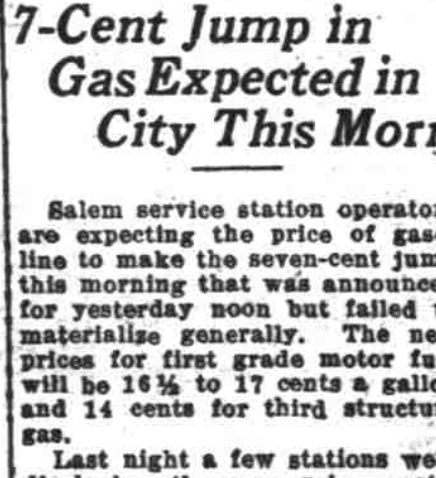 7-Cent Jump in
Gas Expected in
City This Morn
Salem service station operator
are expecting the price of gaso
line to make the seven-cent jum
this morning that was announce
for yesterday noon but failed t
materialize generally. The ne
prices for first grade motor fu
will be 16½ to 17 cents a gallo
and 14 cents for third structu
gas.
Last night a few stations we